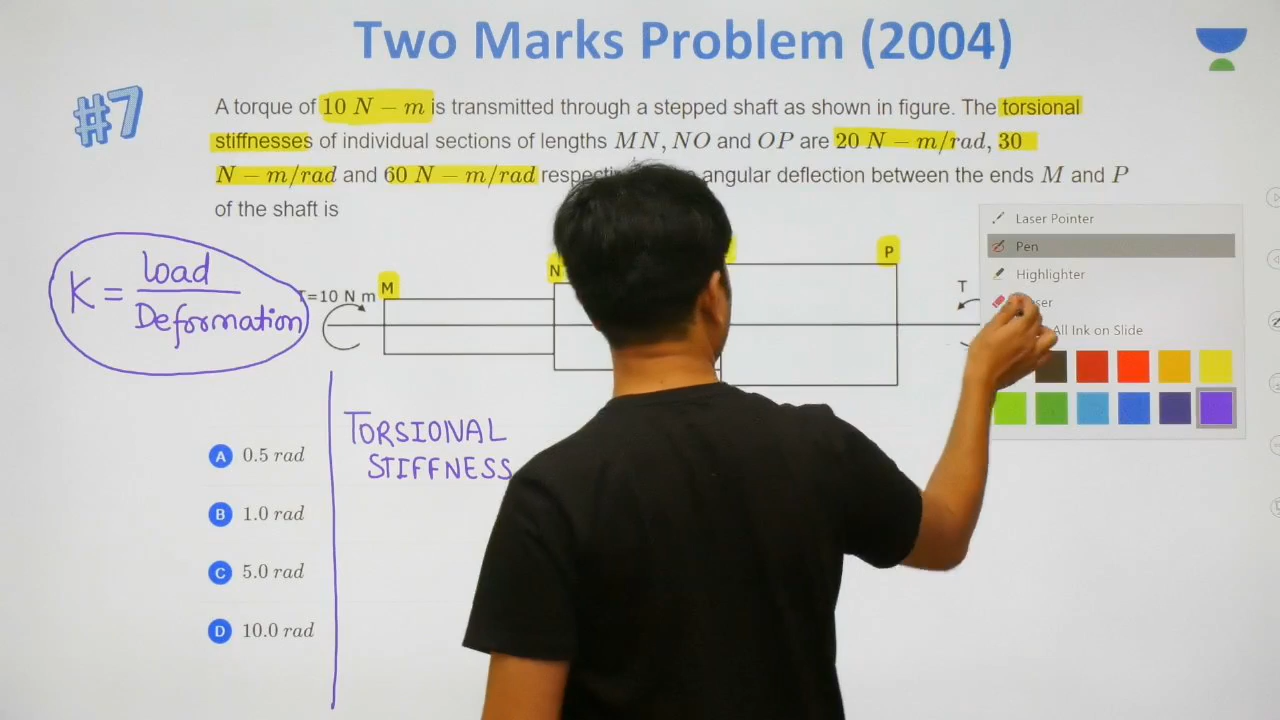 Two Marks Problem (2004)
#7
A torque of 10 N − m is transmitted through a stepped shaft as shown in figure. The torsional
stiffnesses of individual sections of lengths MN, NO and OP are 20 N − m/rad, 30
N − m/rad and 60 N − m/rad angular deflection between the ends M and P
of the shaft is
K = load / Deformation
T=10 N m
M
N
P
T
Laser Pointer
Pen
Highlighter
All Ink on Slide
TORSIONAL
STIFFNESS
A 0.5 rad
B 1.0 rad
C 5.0 rad
D 10.0 rad